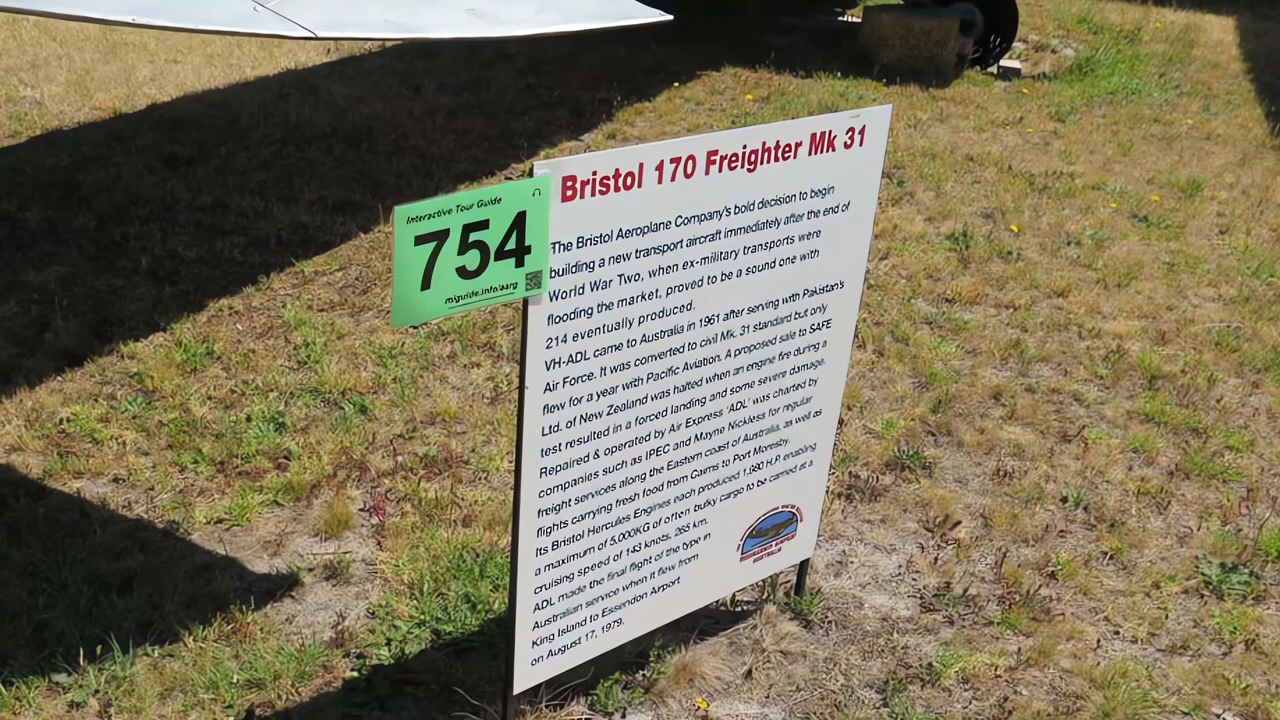 Bristol 170 Freighter Mk 31
Interactive Tour Guide
754
The Bristol Aeroplane Company's bold decision to begin
building a new transport aircraft immediately after the end of
World War Two, when ex-military transports were
flooding the market, proved to be a sound one with
214 eventually produced.
VH-ADL came to Australia in 1961 after serving with Pakistan's
Air Force. It was converted to civil Mk. 31 standard but only
flew for a year with Pacific Aviation. A proposed sale to SAFE
Ltd. of New Zealand was halted when an engine fire during a
test resulted in a forced landing and some severe damage.
Repaired & operated by Air Express 'ADL' was charted by
companies such as IPEC and Mayne Nickless for regular
freight services along the Eastern coast of Australia, as well as
flights carrying fresh food from Cairns to Port Moresby.
Its Bristol Hercules Engines each produced H.P. enabling
a maximum of 5,000KG of often bulky cargo to be carried at a
cruising speed of 143 knots, 265 km.
ADL made the final flight of the type in
Australian service when it flew from
King Island to Essendon Airport
on August 17, 1979.